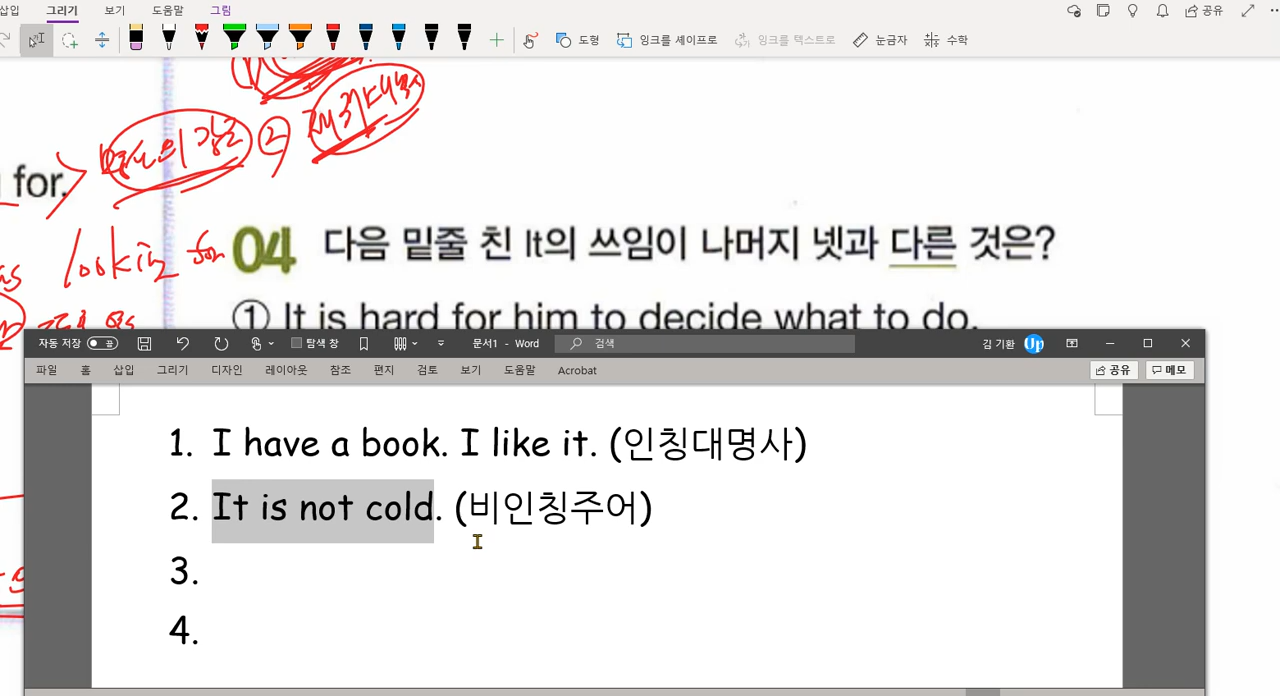 삽입 그리기 보기 도움말 그림 공유
도형 잉크를 셰이프로 잉크를 텍스트로 눈금자 수학
for.
looking for
04 다음 밑줄 친 It의 쓰임이 나머지 넷과 다른 것은?
① It is hard for him to decide what to do.
자동 저장 탐색 창 문서1 - Word 검색 김 기환 Up
파일 홈 삽입 그리기 디자인 레이아웃 참조 편지 검토 보기 도움말 Acrobat 공유 메모
1. I have a book. I like it. (인칭대명사)
2. It is not cold. (비인칭주어)
3.
4.